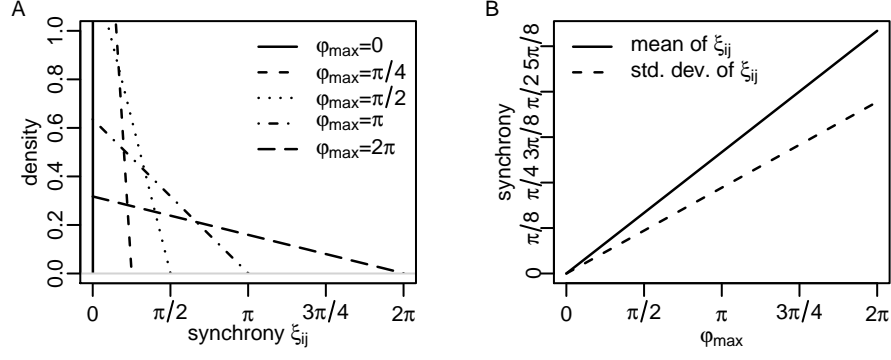 A
density
0.0 0.2 0.4 0.6 0.8 1.0
φmax=0
φmax=π/4
φmax=π/2
φmax=π
φmax=2π
0 π/2 π 3π/4 2π
synchrony ξij
B
synchrony
0 π/8 π/4 3π/8 π/2 5π/8
mean of ξij
std. dev. of ξij
0 π/2 π 3π/4 2π
φmax